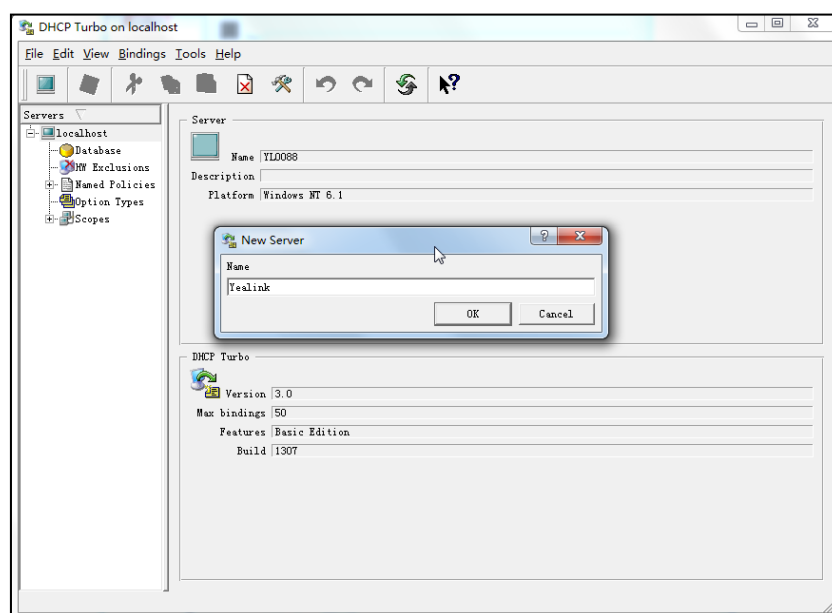 DHCP Turbo on localhost
File Edit View Bindings Tools Help
Servers
localhost
Database
HW Exclusions
Named Policies
Option Types
Scopes
Server
Name YL0088
Description
Platform Windows NT 6.1
New Server
Name
Yealink
OK Cancel
DHCP Turbo
Version 3.0
Max bindings 50
Features Basic Edition
Build 1307